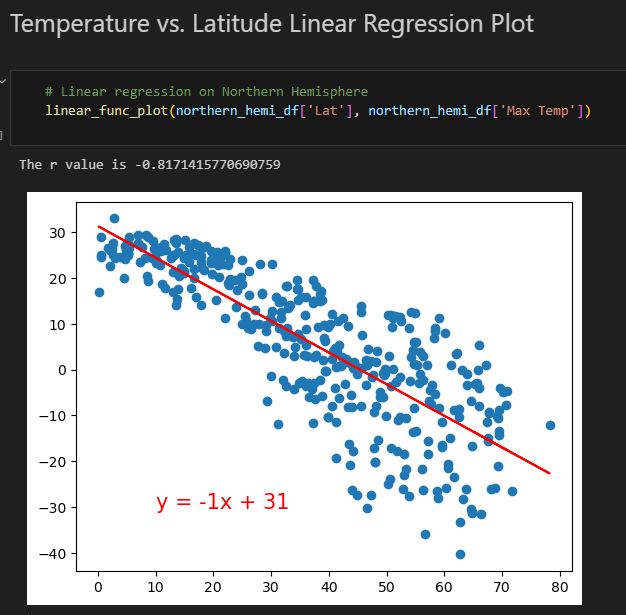 Temperature vs. Latitude Linear Regression Plot
# Linear regression on Northern Hemisphere
linear_func_plot(northern_hemi_df['Lat'], northern_hemi_df['Max Temp'])
]
The r value is -0.8171415770690759
30
20
10
0
−10
−20
−30
−40
y = -1x + 31
0 10 20 30 40 50 60 70 80